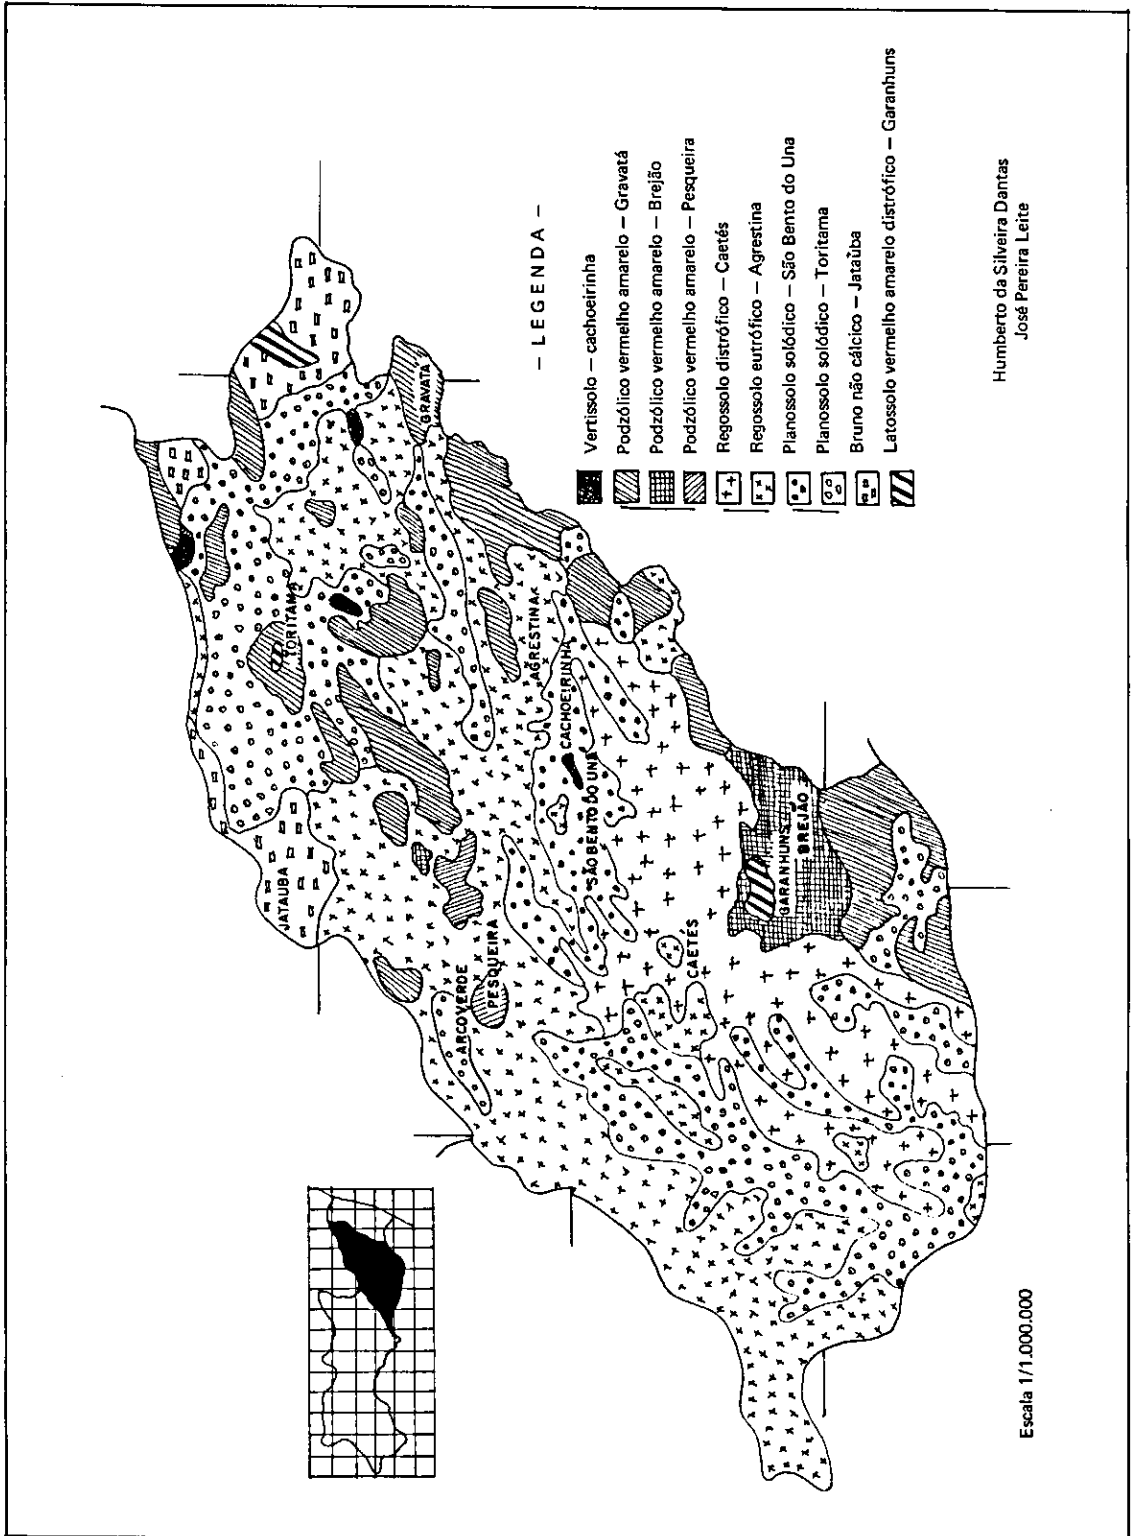 JATAUBA
TORITAMA
GRAVATÁ
ARCOVERDE
PESQUEIRA
AGRESTINA
CACHOEIRINHA
SÃO BENTO DO UNA
CAETÉS
GARANHUNS
BREJÃO
– LEGENDA –
Vertissolo – cachoeirinha
Podzólico vermelho amarelo – Gravatá
Podzólico vermelho amarelo – Brejão
Podzólico vermelho amarelo – Pesqueira
Regossolo distrófico – Caetés
Regossolo eutrófico – Agrestina
Planossolo solódico – São Bento do Una
Planossolo solódico – Toritama
Bruno não cálcico – Jataúba
Latossolo vermelho amarelo distrófico – Garanhuns
Humberto da Silveira Dantas
José Pereira Leite
Escala 1/1.000.000